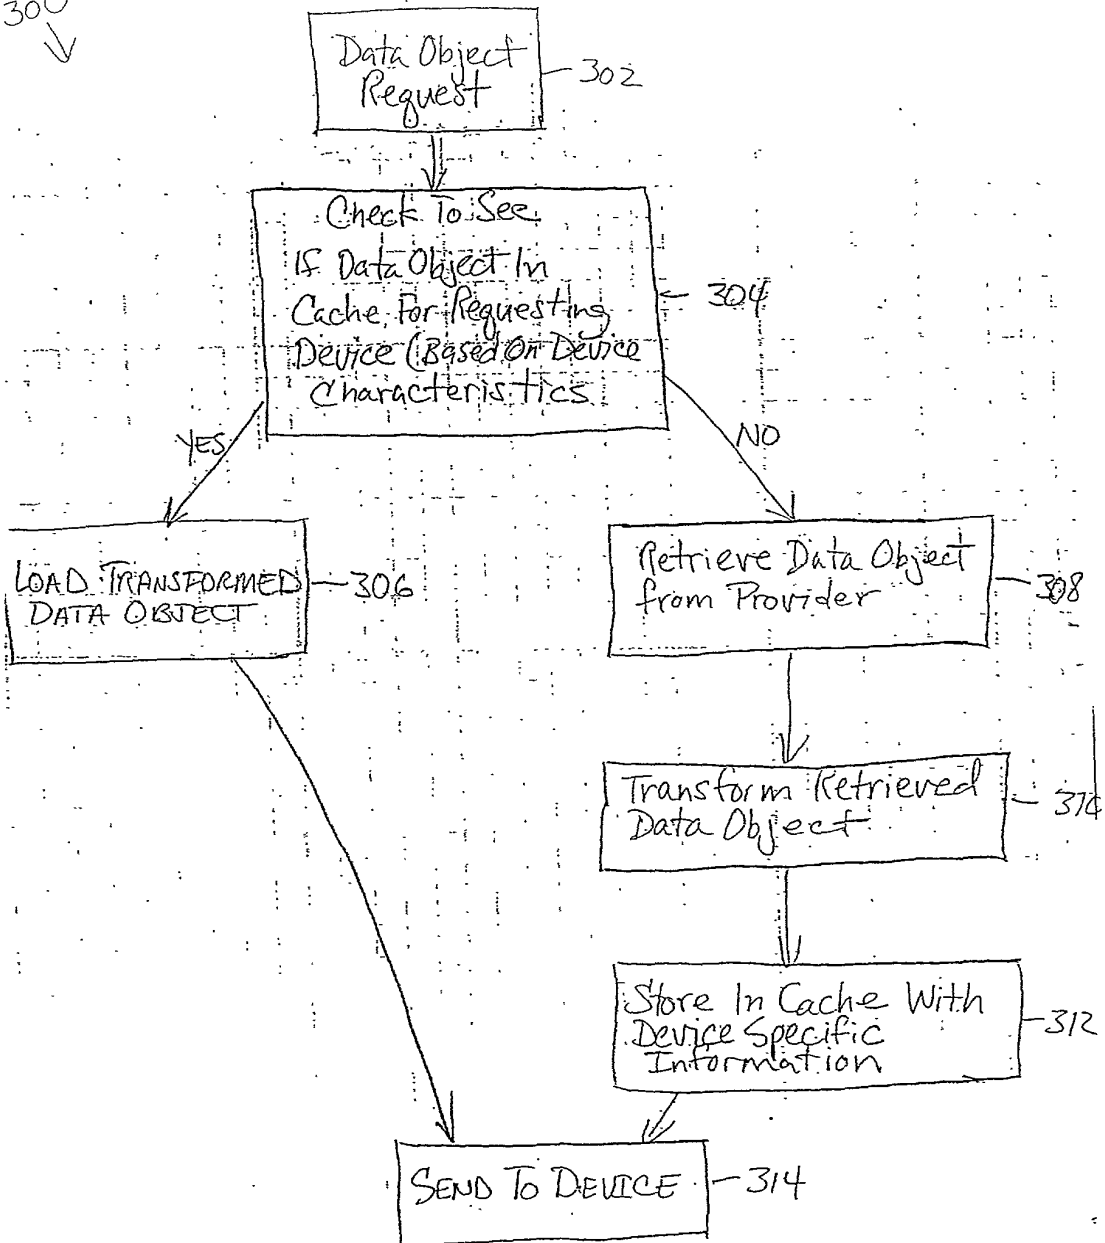 300
Data Object
Request
302
Check To See
If Data Object In
Cache For Requesting
Device (Based On Device
Characteristics
304
YES
NO
LOAD TRANSFORMED
DATA OBJECT
306
Retrieve Data Object
from Provider
308
Transform Retrieved
Data Object
310
Store In Cache With
Device Specific
Information
312
SEND TO DEVICE
314